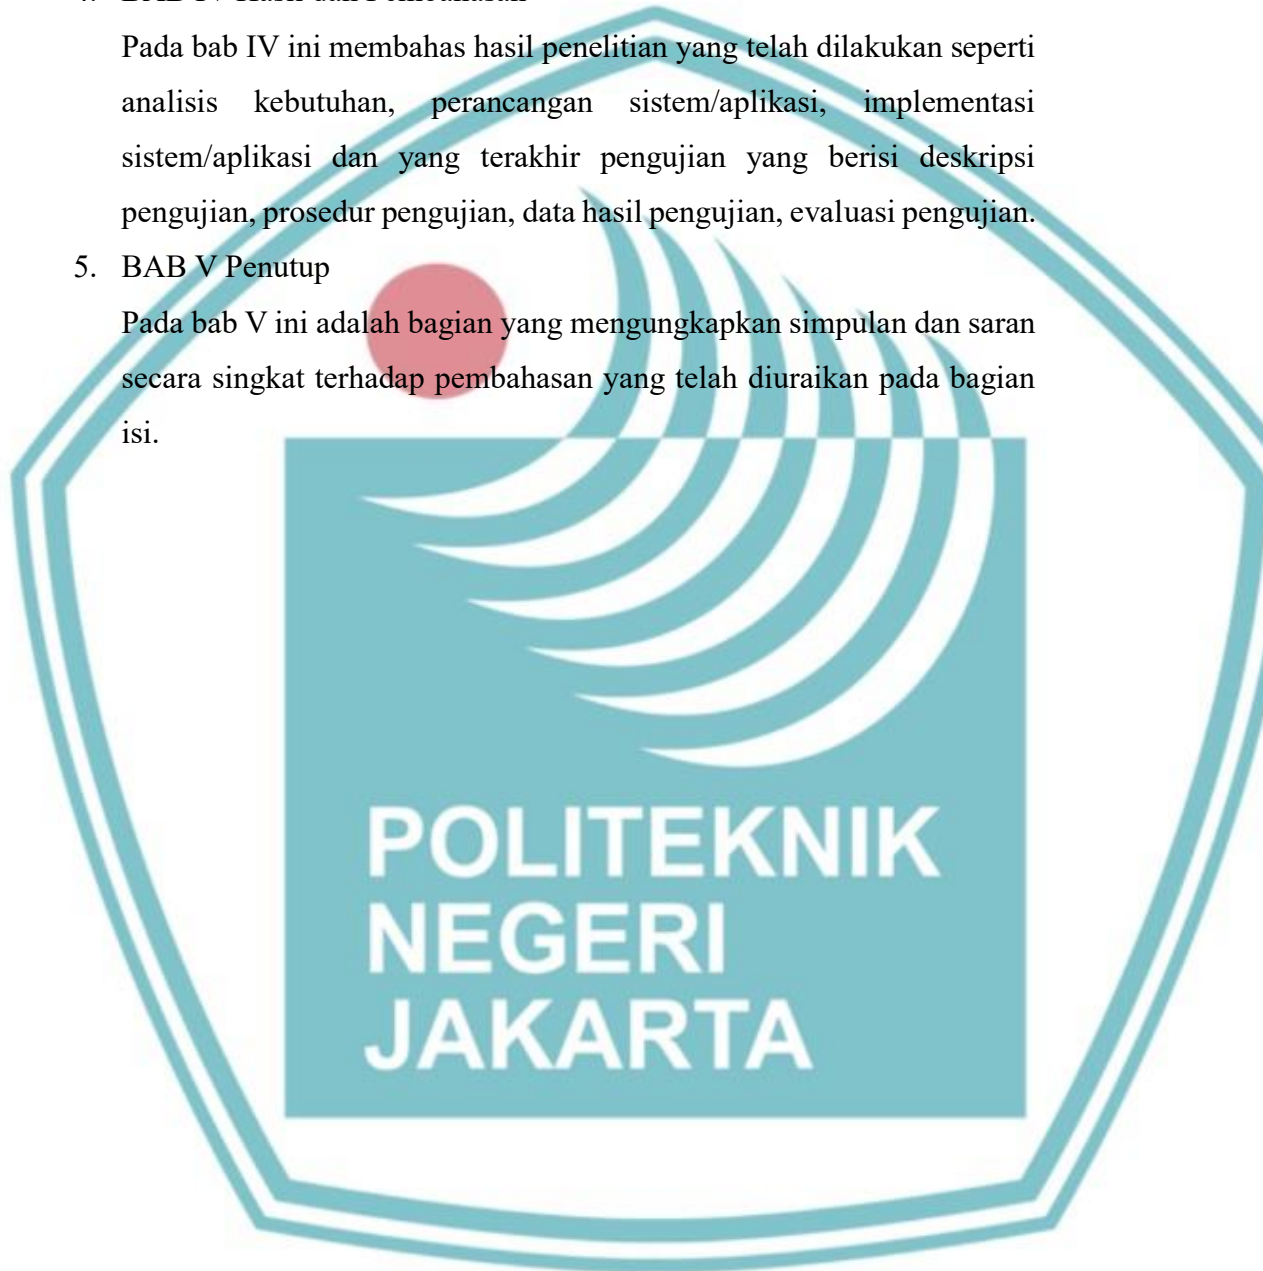 Pada bab IV ini membahas hasil penelitian yang telah dilakukan seperti
analisis kebutuhan, perancangan sistem/aplikasi, implementasi
sistem/aplikasi dan yang terakhir pengujian yang berisi deskripsi
pengujian, prosedur pengujian, data hasil pengujian, evaluasi pengujian.
5. BAB V Penutup
Pada bab V ini adalah bagian yang mengungkapkan simpulan dan saran
secara singkat terhadap pembahasan yang telah diuraikan pada bagian
isi.
POLITEKNIK
NEGERI
JAKARTA